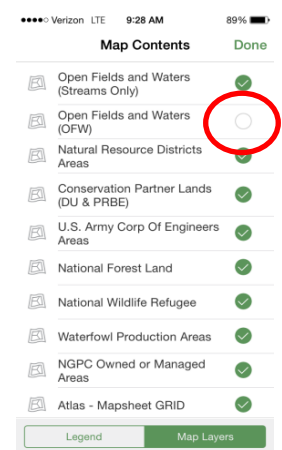 Verizon LTE 9:28 AM 89%
Map Contents Done
Open Fields and Waters
(Streams Only)
Open Fields and Waters
(OFW)
Natural Resource Districts
Areas
Conservation Partner Lands
(DU & PRBE)
U.S. Army Corp Of Engineers
Areas
National Forest Land
National Wildlife Refugee
Waterfowl Production Areas
NGPC Owned or Managed
Areas
Atlas - Mapsheet GRID
Legend Map Layers